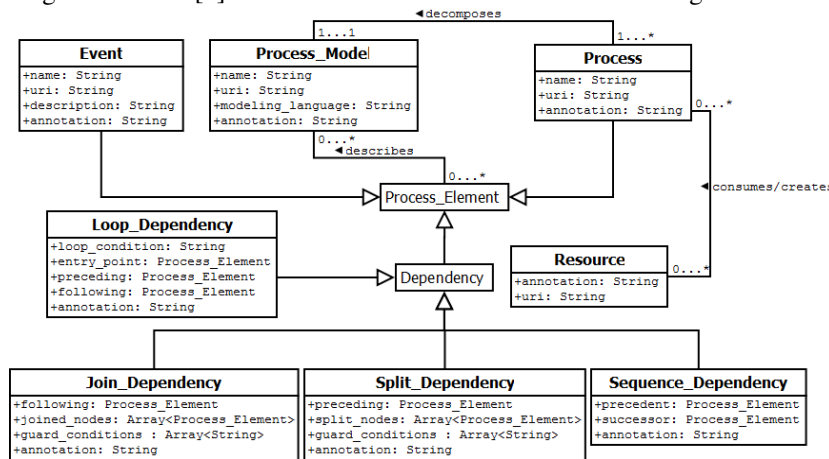 ◄decomposes
1...1
1...*
Event
+name: String
+uri: String
+description: String
+annotation: String
Process_Model
+name: String
+uri: String
+modeling_language: String
+annotation: String
Process
+name: String
+uri: String
+annotation: String
0...*
0...*
◄describes
0...*
Process_Element
◄consumes/creates
Loop_Dependency
+loop_condition: String
+entry_point: Process_Element
+preceding: Process_Element
+following: Process_Element
+annotation: String
Dependency
Resource
+annotation: String
+uri: String
0...*
Join_Dependency
+following: Process_Element
+joined_nodes: Array<Process_Element>
+guard_conditions : Array<String>
+annotation: String
Split_Dependency
+preceding: Process_Element
+split_nodes: Array<Process_Element>
+guard_conditions : Array<String>
+annotation: String
Sequence_Dependency
+precedent: Process_Element
+successor: Process_Element
+annotation: String